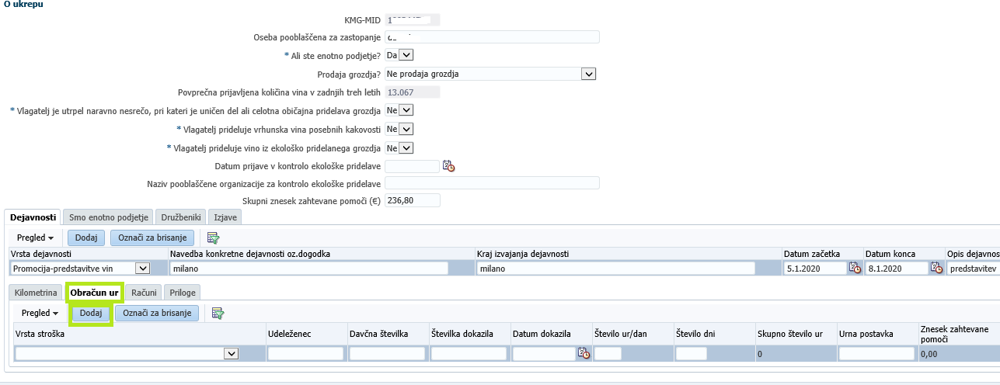 O ukrepu
KMG-MID 1
Oseba pooblaščena za zastopanje
* Ali ste enotno podjetje? Da
Prodaja grozdja? Ne prodaja grozdja
Povprečna prijavljena količina vina v zadnjih treh letih 13.067
* Vlagatelj je utrpel naravno nesrečo, pri kateri je uničen del ali celotna običajna pridelava grozdja Ne
* Vlagatelj prideluje vrhunska vina posebnih kakovosti Ne
* Vlagatelj prideluje vino iz ekološko pridelanega grozdja Ne
Datum prijave v kontrolo ekološke pridelave
Naziv pooblaščene organizacije za kontrolo ekološke pridelave
Skupni znesek zahtevane pomoči (€) 236,80
Dejavnosti Smo enotno podjetje Družbeniki Izjave
Pregled Dodaj Označi za brisanje
Vrsta dejavnosti Navedba konkretne dejavnosti oz.dogodka Kraj izvajanja dejavnosti Datum začetka Datum konca Opis dejavnos
Promocija-predstavitve vin milano milano 5.1.2020 8.1.2020 predstavitev
Kilometrina Obračun ur Računi Priloge
Pregled Dodaj Označi za brisanje
Vrsta stroška Udeleženec Davčna številka Številka dokazila Datum dokazila Število ur/dan Število dni Skupno število ur Urna postavka Znesek zahtevane
pomoči
0 0,00